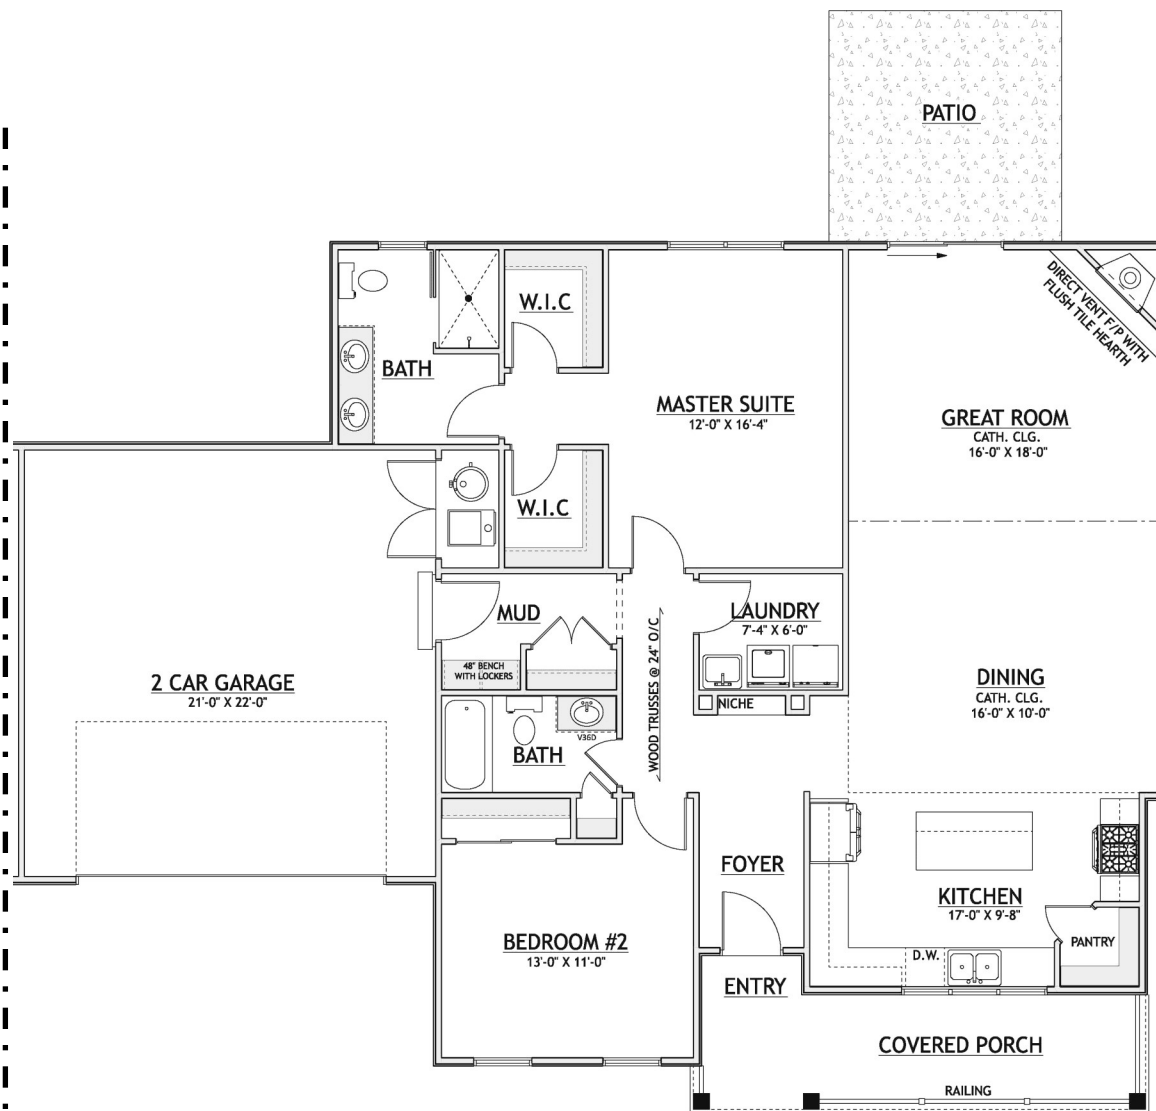 PATIO
DIRECT VENT F/P WITH
FLUSH TILE HEARTH
W.I.C
BATH
MASTER SUITE
12'-0" X 16'-4"
GREAT ROOM
CATH. CLG.
16'-0" X 18'-0"
W.I.C
MUD
LAUNDRY
7'-4" X 6'-0"
48" BENCH
WITH LOCKERS
WOOD TRUSSES @ 24" O/C
2 CAR GARAGE
21'-0" X 22'-0"
DINING
CATH. CLG.
16'-0" X 10'-0"
NICHE
V36D
BATH
FOYER
KITCHEN
17'-0" X 9'-8"
BEDROOM #2
13'-0" X 11'-0"
PANTRY
D.W.
ENTRY
COVERED PORCH
RAILING